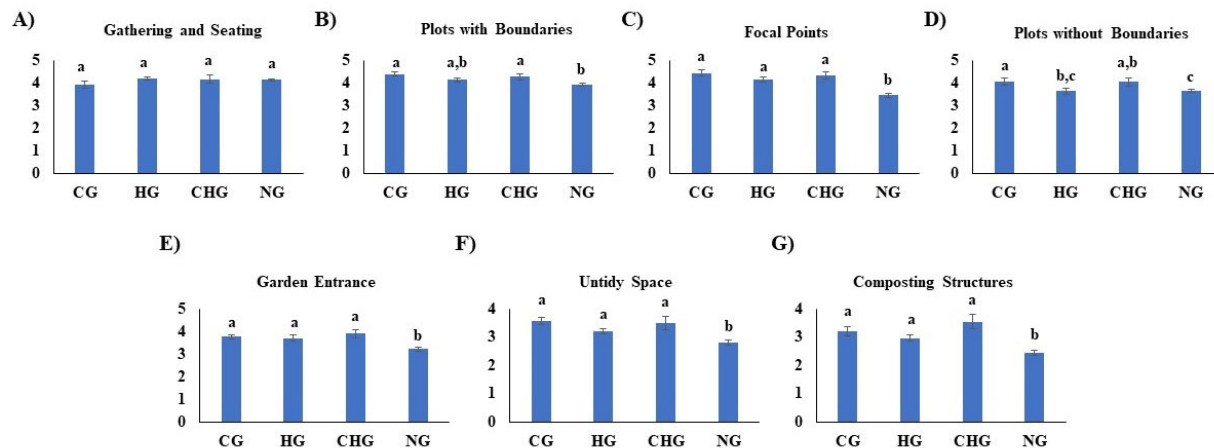 A)
Gathering and Seating
5
4
3
2
1
0
a
a
a
a
CG
HG
CHG
NG
B)
Plots with Boundaries
5
4
3
2
1
0
a
a,b
a
b
CG
HG
CHG
NG
C)
Focal Points
5
4
3
2
1
0
a
a
a
b
CG
HG
CHG
NG
D)
Plots without Boundaries
5
4
3
2
1
0
a
b,c
a,b
c
CG
HG
CHG
NG
E)
Garden Entrance
5
4
3
2
1
0
a
a
a
b
CG
HG
CHG
NG
F)
Untidy Space
4
3
2
1
0
a
a
a
b
CG
HG
CHG
NG
G)
Composting Structures
4
3
2
1
0
a
a
a
b
CG
HG
CHG
NG